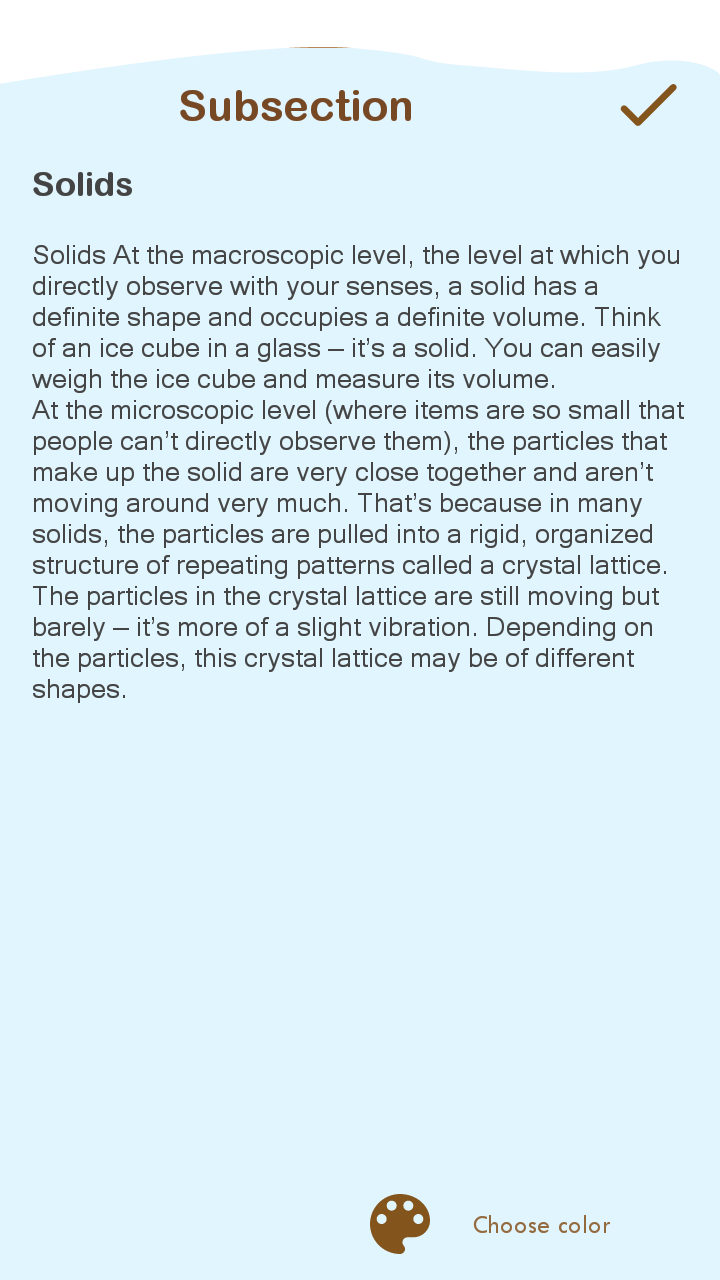 Subsection
Solids
Solids At the macroscopic level, the level at which you
directly observe with your senses, a solid has a
definite shape and occupies a definite volume. Think
of an ice cube in a glass – it’s a solid. You can easily
weigh the ice cube and measure its volume.
At the microscopic level (where items are so small that
people can’t directly observe them), the particles that
make up the solid are very close together and aren’t
moving around very much. That’s because in many
solids, the particles are pulled into a rigid, organized
structure of repeating patterns called a crystal lattice.
The particles in the crystal lattice are still moving but
barely – it’s more of a slight vibration. Depending on
the particles, this crystal lattice may be of different
shapes.
Choose color